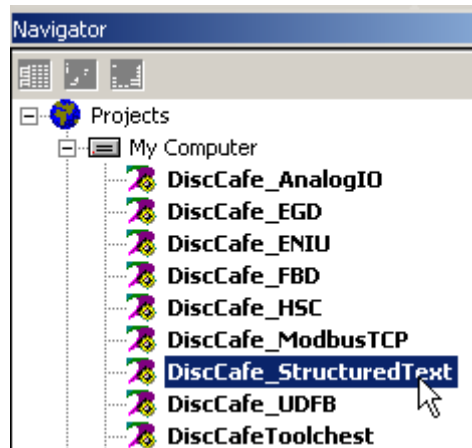 Navigator
Projects
My Computer
DiscCafe_AnalogIO
DiscCafe_EGD
DiscCafe_ENIU
DiscCafe_FBD
DiscCafe_HSC
DiscCafe_ModbusTCP
DiscCafe_StructuredText
DiscCafe_UDFB
DiscCafeToolchest